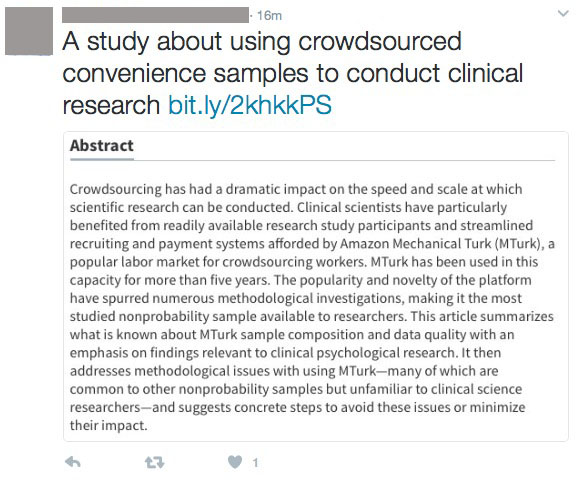 · 16m
A study about using crowdsourced
convenience samples to conduct clinical
research bit.ly/2khkkPS
Abstract
Crowdsourcing has had a dramatic impact on the speed and scale at which
scientific research can be conducted. Clinical scientists have particularly
benefited from readily available research study participants and streamlined
recruiting and payment systems afforded by Amazon Mechanical Turk (MTurk), a
popular labor market for crowdsourcing workers. MTurk has been used in this
capacity for more than five years. The popularity and novelty of the platform
have spurred numerous methodological investigations, making it the most
studied nonprobability sample available to researchers. This article summarizes
what is known about MTurk sample composition and data quality with an
emphasis on findings relevant to clinical psychological research. It then
addresses methodological issues with using MTurk—many of which are
common to other nonprobability samples but unfamiliar to clinical science
researchers—and suggests concrete steps to avoid these issues or minimize
their impact.
1